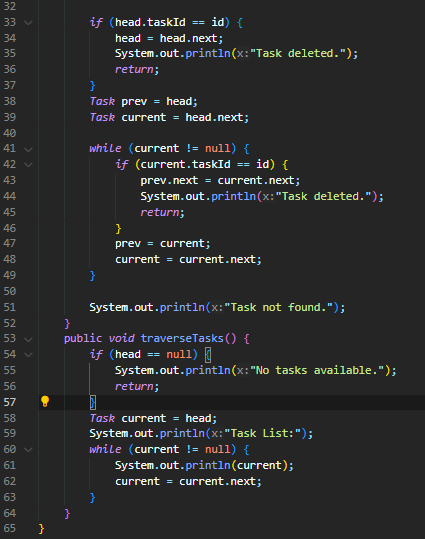 32
33 if (head.taskId == id) {
34 head = head.next;
35 System.out.println(x:"Task deleted.");
36 return;
37 }
38 Task prev = head;
39 Task current = head.next;
40
41 while (current != null) {
42 if (current.taskId == id) {
43 prev.next = current.next;
44 System.out.println(x:"Task deleted.");
45 return;
46 }
47 prev = current;
48 current = current.next;
49 }
50
51 System.out.println(x:"Task not found.");
52 }
53 public void traverseTasks() {
54 if (head == null) {
55 System.out.println(x:"No tasks available.");
56 return;
57 }
58 Task current = head;
59 System.out.println(x:"Task List:");
60 while (current != null) {
61 System.out.println(current);
62 current = current.next;
63 }
64 }
65 }